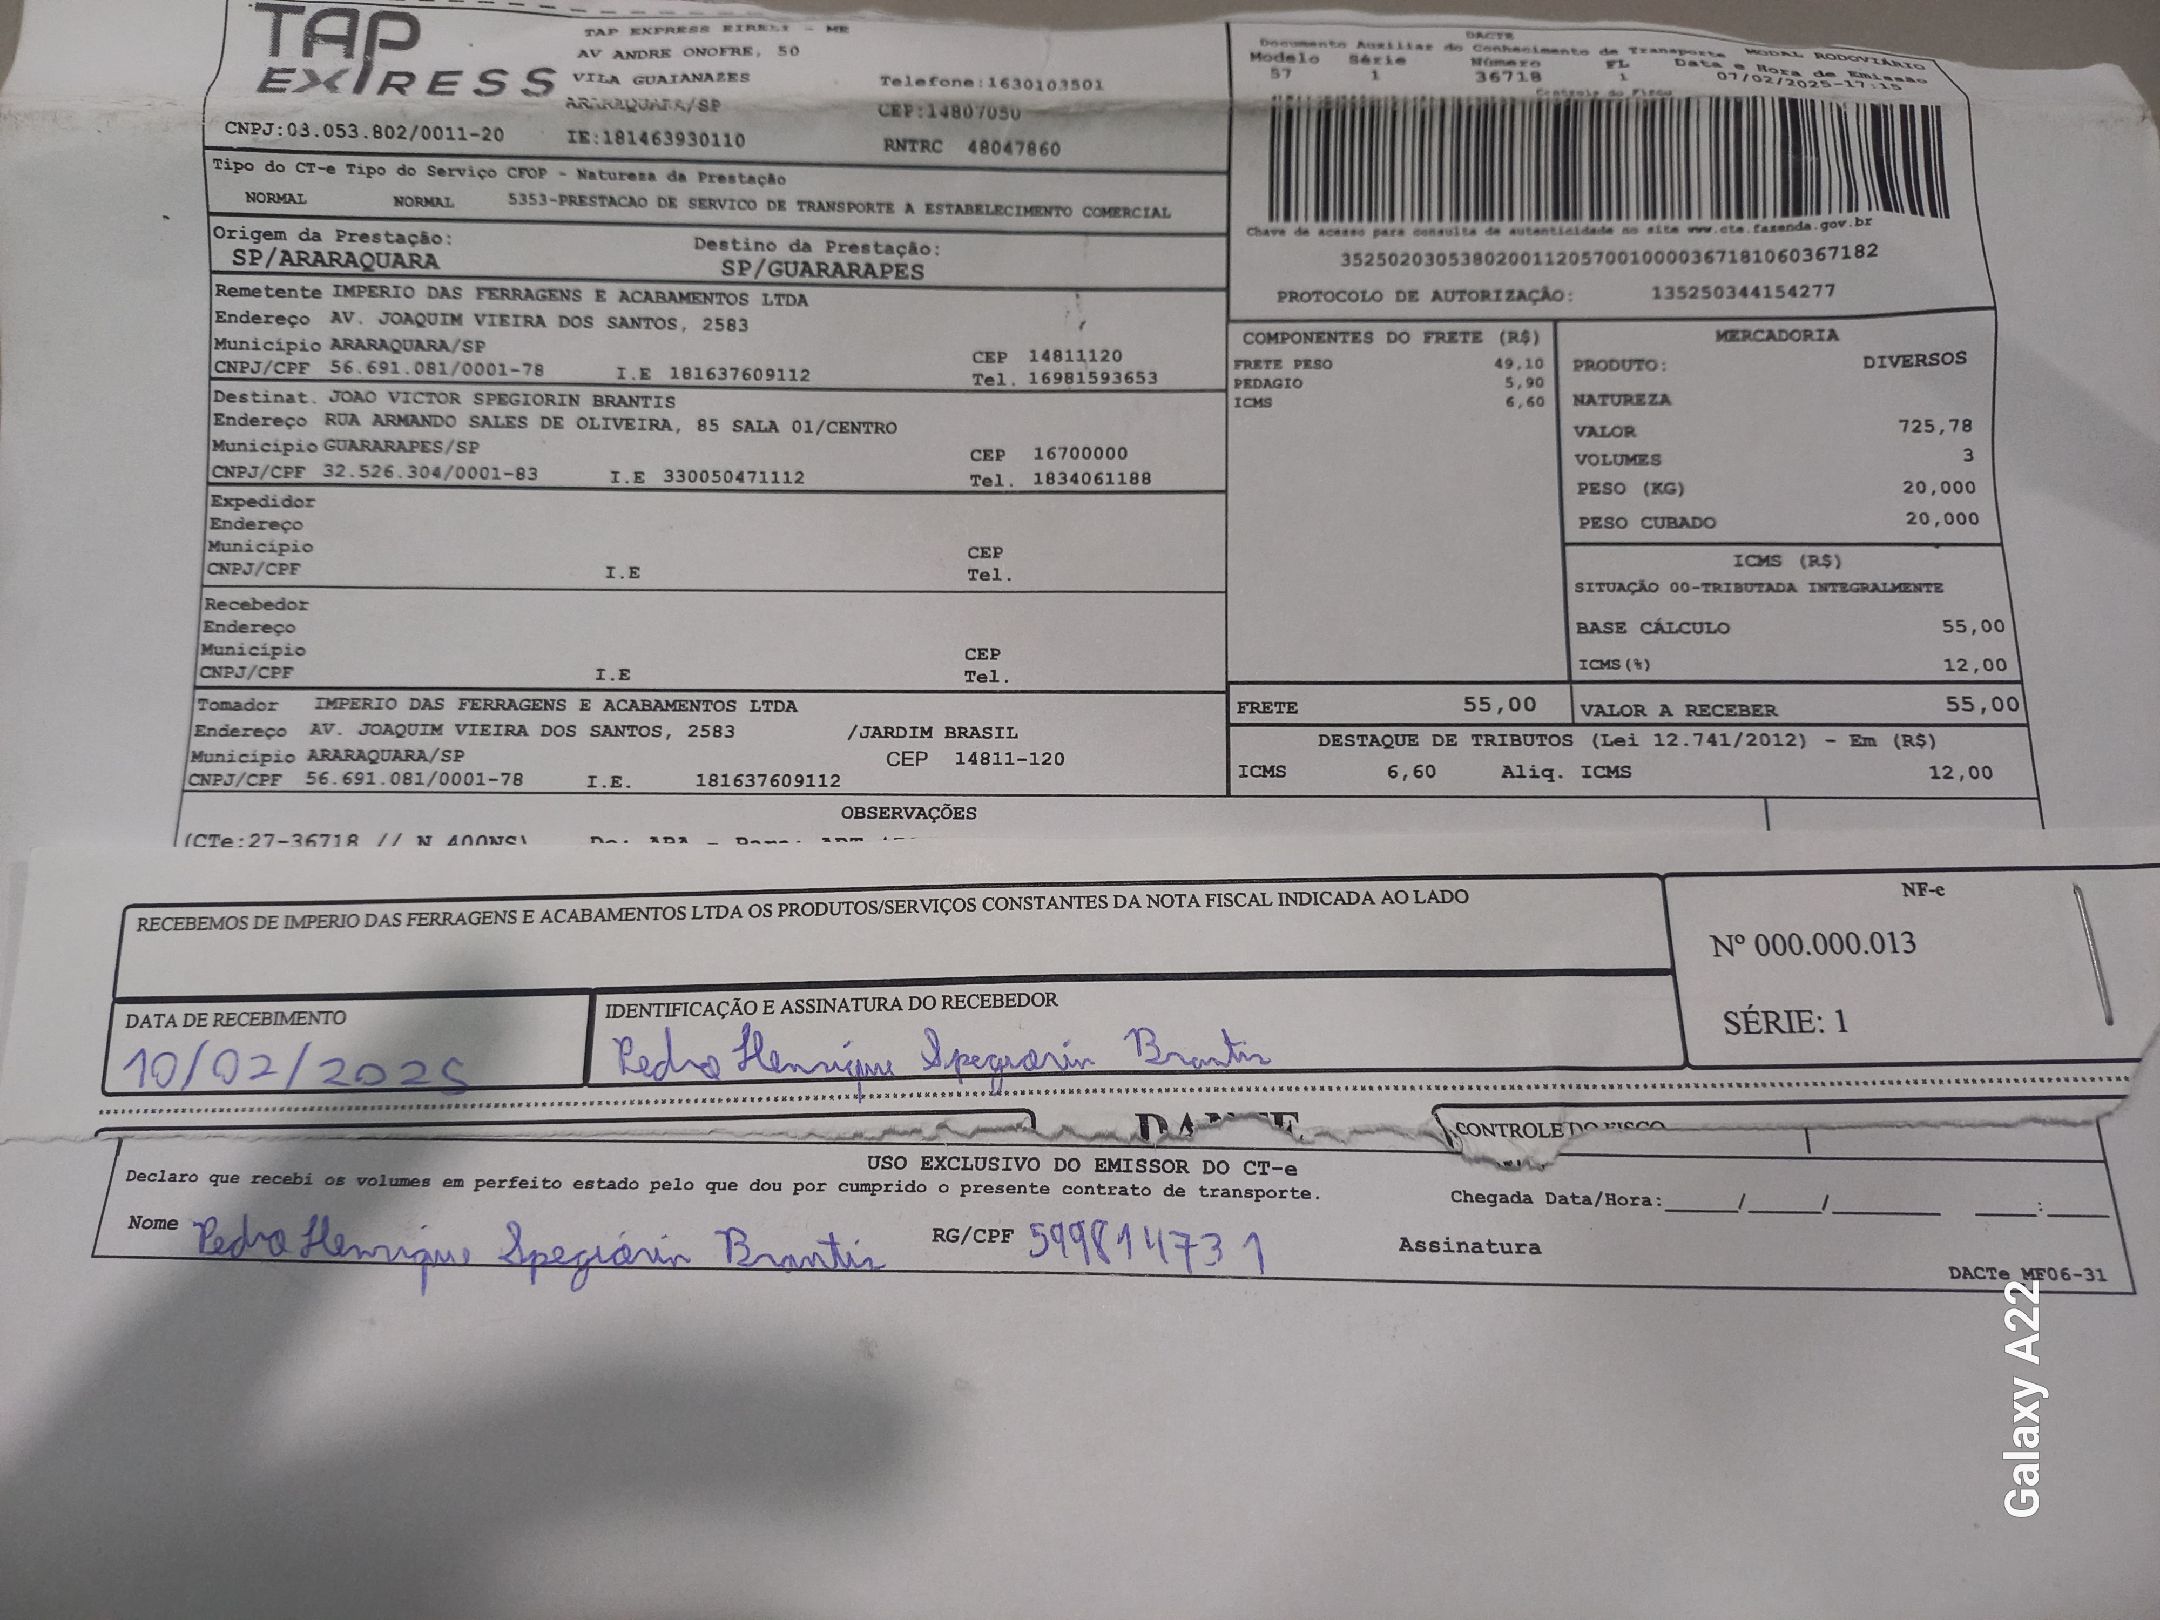 TAP
EXPRESS
TAP EXPRESS EIRELI - ME
AV ANDRE ONOFRE, 50
VILA GUAIANAZES
ARARAQUARA/SP
Telefone:1630103501
CEP:14807050
CNPJ:03.053.802/0011-20 IE:181463930110 RNTRC 48047860
DACTE
Documento Auxiliar do Conhecimento de Transporte MODAL RODOVIÁRIO
Modelo Série Número FL Data e Hora de Emissão
57 1 36718 1 07/02/2025-17:15
Controle do Fisco
Chave de acesso para consulta de autenticidade no site www.cte.fazenda.gov.br
35250203053802001120570010000367181060367182
PROTOCOLO DE AUTORIZAÇÃO: 135250344154277
Tipo do CT-e Tipo do Serviço CFOP - Natureza da Prestação
NORMAL NORMAL 5353-PRESTACAO DE SERVICO DE TRANSPORTE A ESTABELECIMENTO COMERCIAL
Origem da Prestação: Destino da Prestação:
SP/ARARAQUARA SP/GUARARAPES
Remetente IMPERIO DAS FERRAGENS E ACABAMENTOS LTDA
Endereço AV. JOAQUIM VIEIRA DOS SANTOS, 2583
Município ARARAQUARA/SP CEP 14811120
CNPJ/CPF 56.691.081/0001-78 I.E 181637609112 Tel. 16981593653
Destinat. JOAO VICTOR SPEGIORIN BRANTIS
Endereço RUA ARMANDO SALES DE OLIVEIRA, 85 SALA 01/CENTRO
Município GUARARAPES/SP CEP 16700000
CNPJ/CPF 32.526.304/0001-83 I.E 330050471112 Tel. 1834061188
Expedidor
Endereço
Município CEP
CNPJ/CPF I.E Tel.
Recebedor
Endereço
Município CEP
CNPJ/CPF I.E Tel.
Tomador IMPERIO DAS FERRAGENS E ACABAMENTOS LTDA
Endereço AV. JOAQUIM VIEIRA DOS SANTOS, 2583 /JARDIM BRASIL
Município ARARAQUARA/SP CEP 14811-120
CNPJ/CPF 56.691.081/0001-78 I.E. 181637609112
COMPONENTES DO FRETE (R$)
FRETE PESO 49,10
PEDAGIO 5,90
ICMS 6,60
MERCADORIA
PRODUTO: DIVERSOS
NATUREZA
VALOR 725,78
VOLUMES 3
PESO (KG) 20,000
PESO CUBADO 20,000
ICMS (R$)
SITUAÇÃO 00-TRIBUTADA INTEGRALMENTE
BASE CÁLCULO 55,00
ICMS(%) 12,00
FRETE 55,00 VALOR A RECEBER 55,00
DESTAQUE DE TRIBUTOS (Lei 12.741/2012) - Em (R$)
ICMS 6,60 Aliq. ICMS 12,00
OBSERVAÇÕES
(CTe:27-36718 // N
RECEBEMOS DE IMPERIO DAS FERRAGENS E ACABAMENTOS LTDA OS PRODUTOS/SERVIÇOS CONSTANTES DA NOTA FISCAL INDICADA AO LADO
NF-e
Nº 000.000.013
SÉRIE: 1
DATA DE RECEBIMENTO IDENTIFICAÇÃO E ASSINATURA DO RECEBEDOR
10/02/2025 Pedro Henrique Spegiorin Brantis
CONTROLE DO FISCO
USO EXCLUSIVO DO EMISSOR DO CT-e
Declaro que recebi os volumes em perfeito estado pelo que dou por cumprido o presente contrato de transporte.
Chegada Data/Hora:____/____/______ ____:____
Nome Pedro Henrique Spegiorin Brantis RG/CPF 599814731 Assinatura
DACTe MF06-31
Galaxy A22